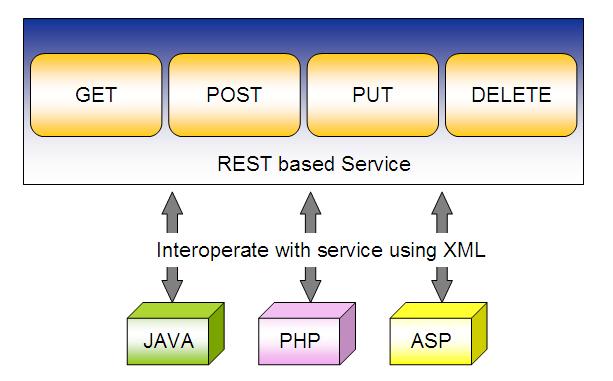 GET POST PUT DELETE
REST based Service
Interoperate with service using XML
JAVA PHP ASP